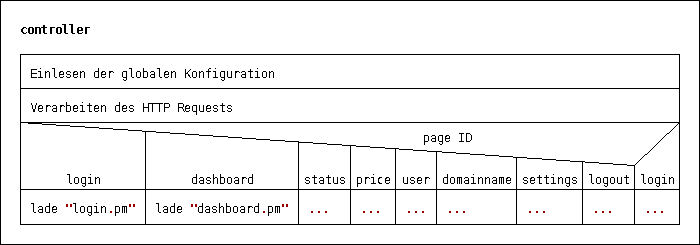 controller
Einlesen der globalen Konfiguration
Verarbeiten des HTTP Requests
page ID
login dashboard status price user domainname settings logout login
lade "login.pm" lade "dashboard.pm" ... ... ... ... ... ... ...